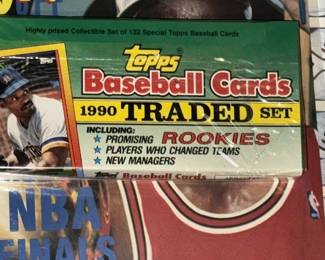 Highly prized Collectible Set of 132 Special Topps Baseball Cards
Topps
Baseball Cards
1990 TRADED SET
INCLUDING:
★ PROMISING ROOKIES
★ PLAYERS WHO CHANGED TEAMS
★ NEW MANAGERS
Baseball Cards
NBA
FINALS